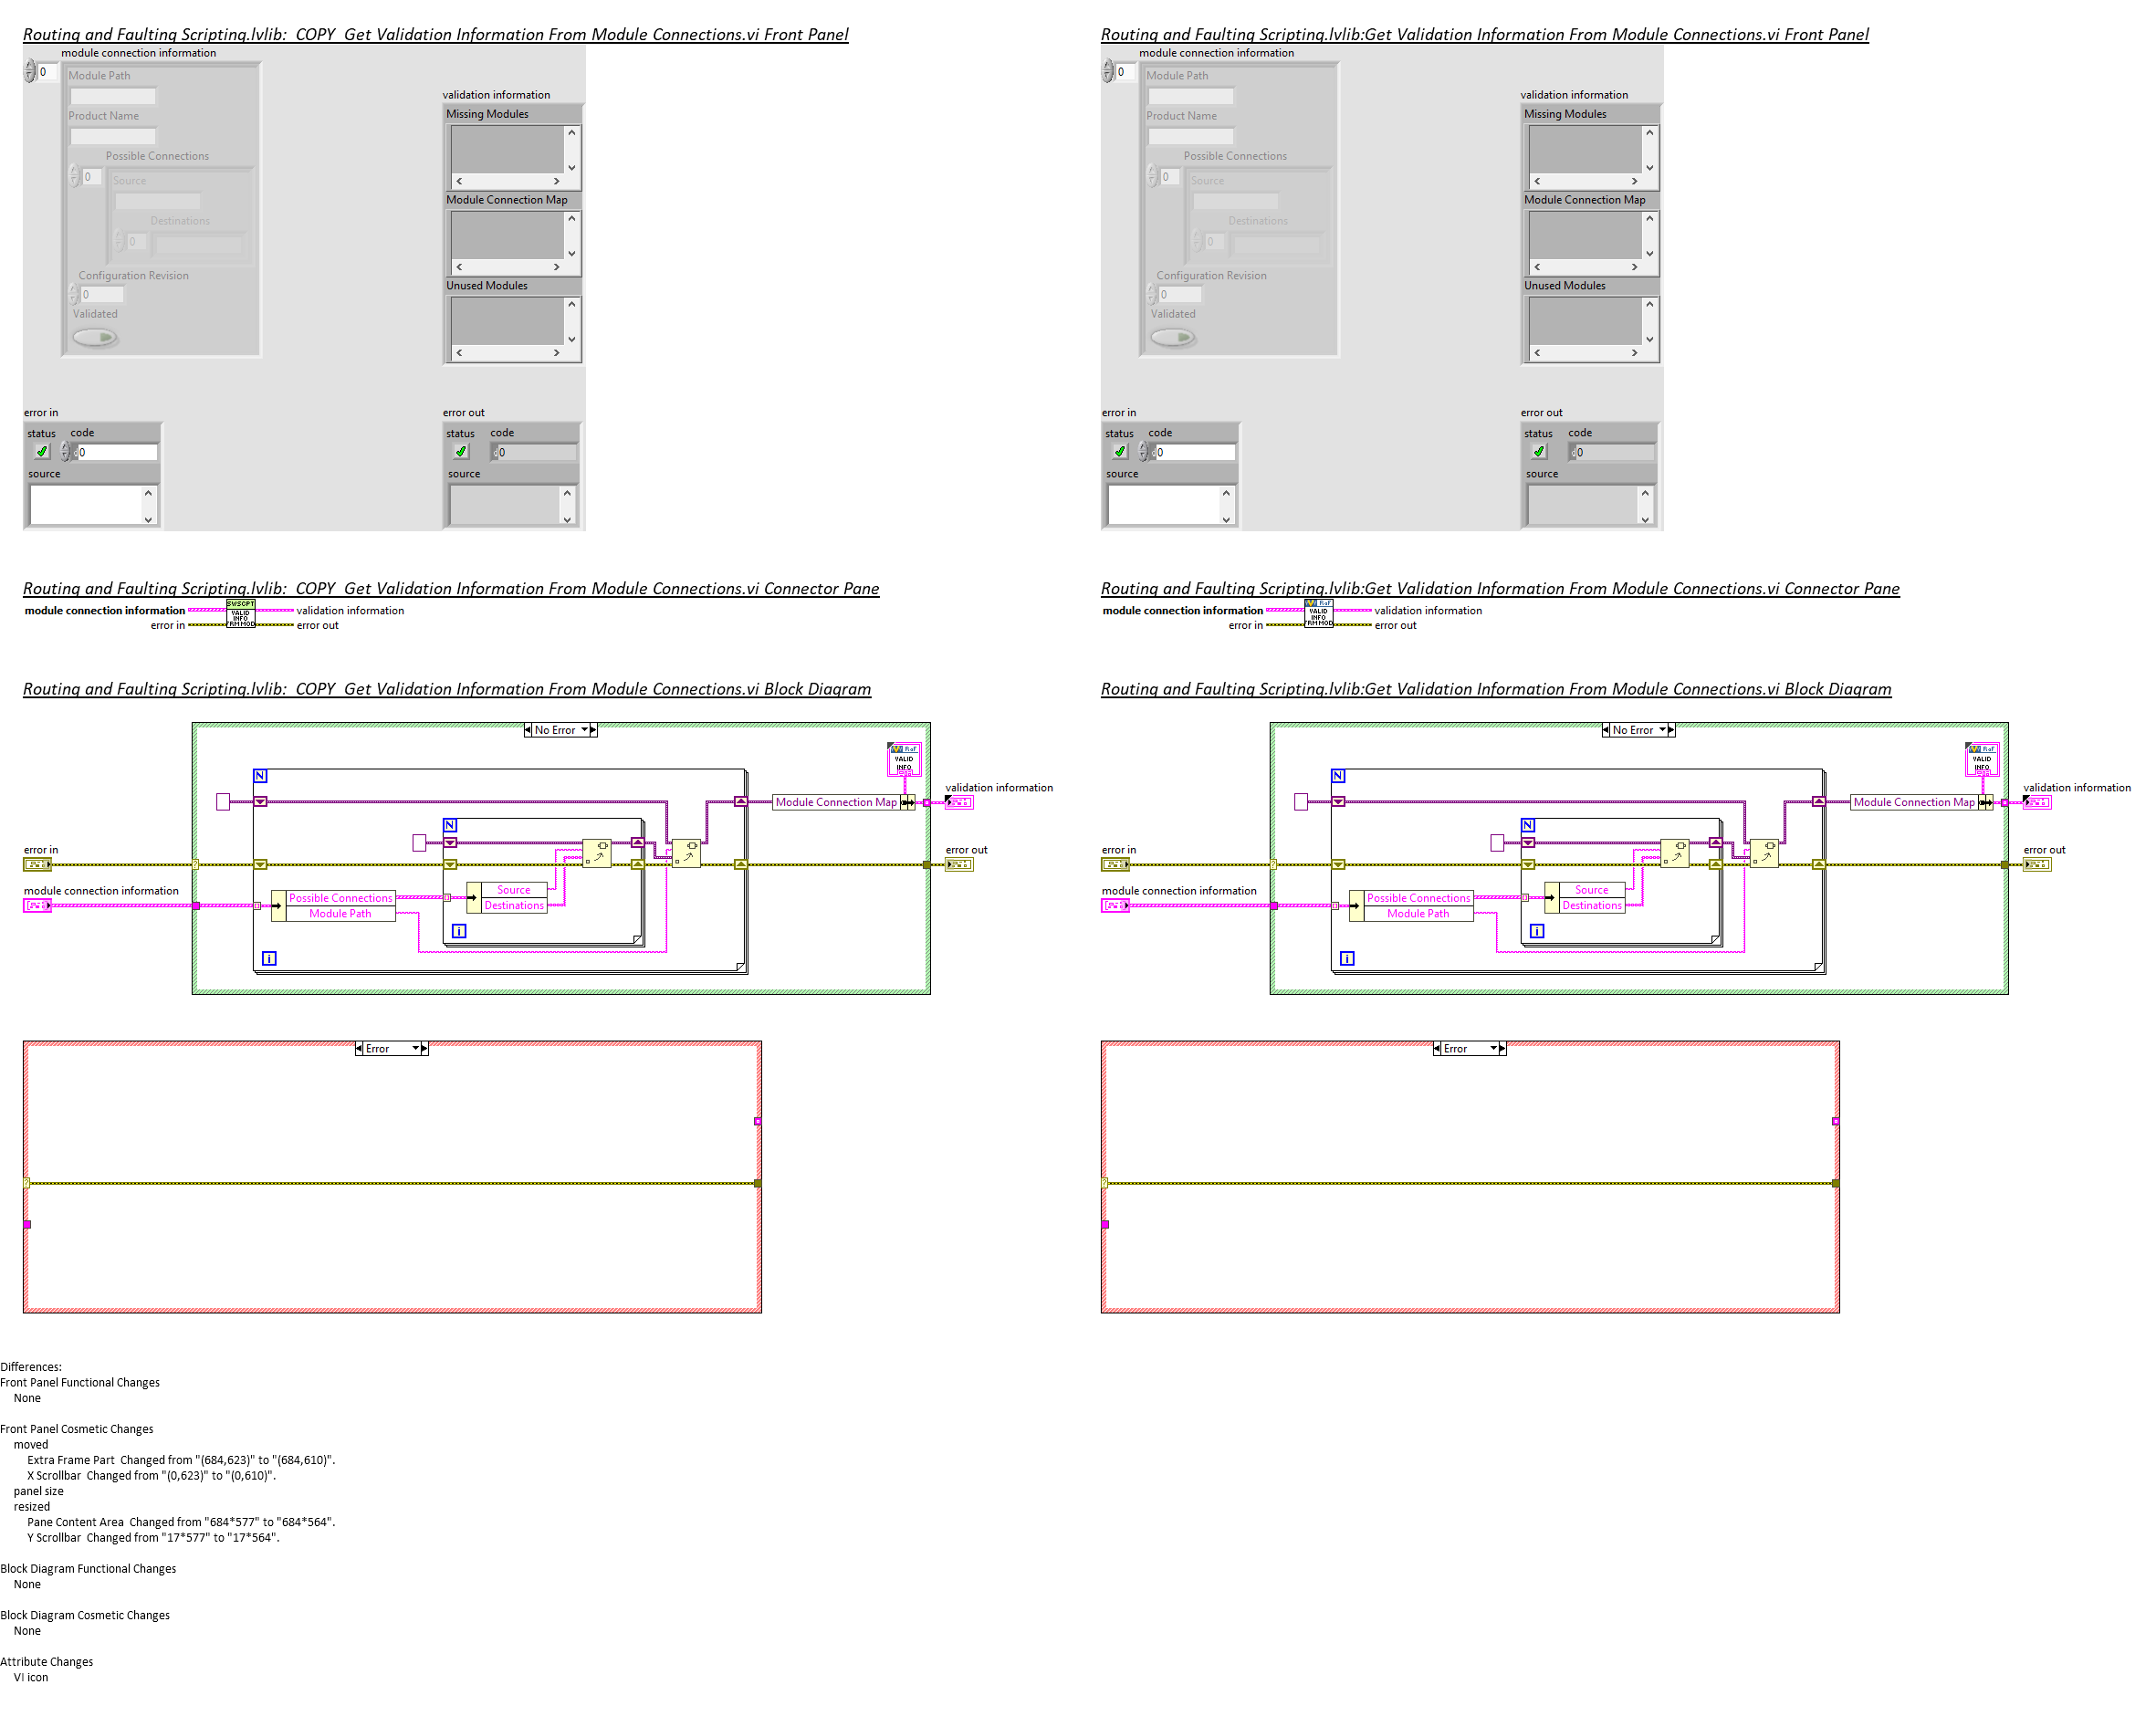 Routing and Faulting Scripting.lvlib:  COPY  Get Validation Information From Module Connections.vi Front Panel
module connection information
0
Module Path
Product Name
Possible Connections
0
Source
Destinations
0
Configuration Revision
0
Validated
validation information
Missing Modules
Module Connection Map
Unused Modules
error in
status code
0
source
error out
status code
0
source
Routing and Faulting Scripting.lvlib:Get Validation Information From Module Connections.vi Front Panel
module connection information
0
Module Path
Product Name
Possible Connections
0
Source
Destinations
0
Configuration Revision
0
Validated
validation information
Missing Modules
Module Connection Map
Unused Modules
error in
status code
0
source
error out
status code
0
source
Routing and Faulting Scripting.lvlib:  COPY  Get Validation Information From Module Connections.vi Connector Pane
module connection information
error in
SWSCPT
VALID
INFO
FRM MOD
validation information
error out
Routing and Faulting Scripting.lvlib:Get Validation Information From Module Connections.vi Connector Pane
module connection information
error in
VALID
INFO
FRM MOD
validation information
error out
Routing and Faulting Scripting.lvlib:  COPY  Get Validation Information From Module Connections.vi Block Diagram
No Error
VALID
INFO
N
validation information
Module Connection Map
N
error in
error out
module connection information
Possible Connections
Module Path
Source
Destinations
i
i
Error
Routing and Faulting Scripting.lvlib:Get Validation Information From Module Connections.vi Block Diagram
No Error
VALID
INFO
N
validation information
Module Connection Map
N
error in
error out
module connection information
Possible Connections
Module Path
Source
Destinations
i
i
Error
Differences:
Front Panel Functional Changes
None
Front Panel Cosmetic Changes
moved
Extra Frame Part  Changed from "(684,623)" to "(684,610)".
X Scrollbar  Changed from "(0,623)" to "(0,610)".
panel size
resized
Pane Content Area  Changed from "684*577" to "684*564".
Y Scrollbar  Changed from "17*577" to "17*564".
Block Diagram Functional Changes
None
Block Diagram Cosmetic Changes
None
Attribute Changes
VI icon